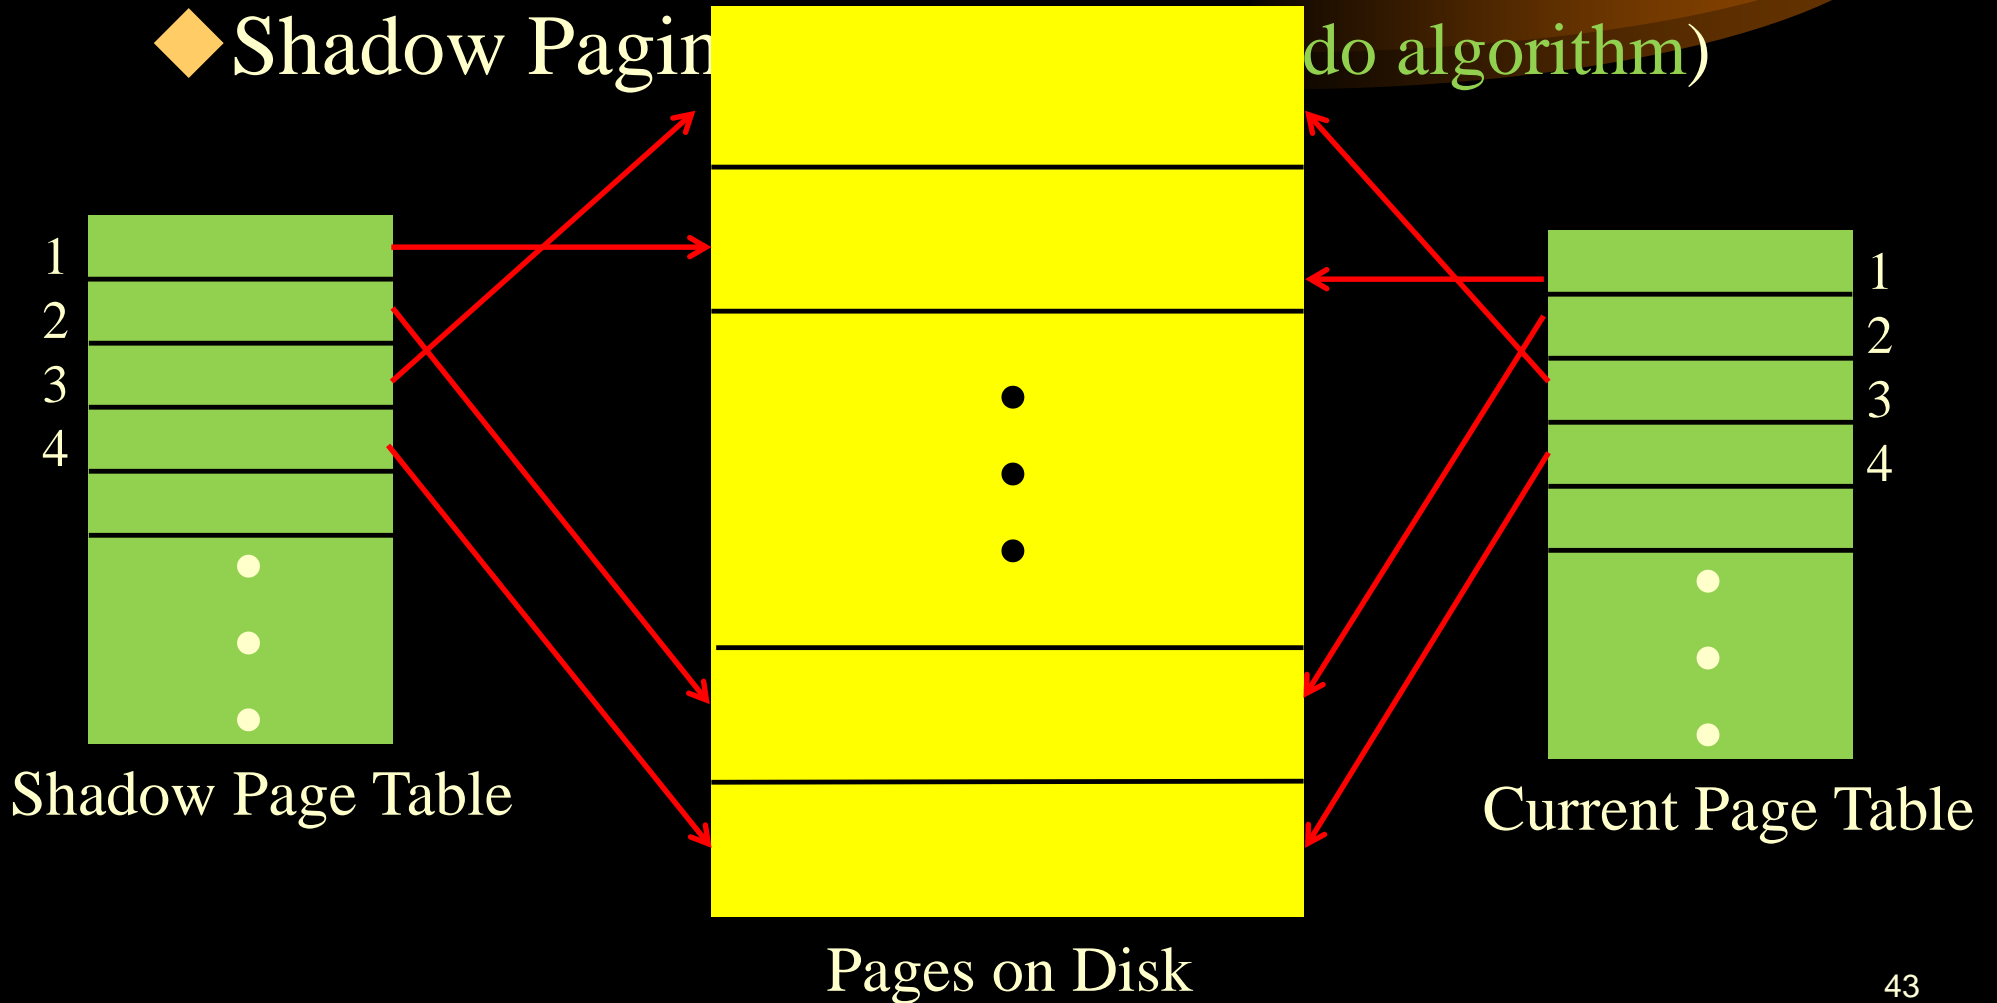 Shadow Pagin do algorithm)
1
2
3
4
1
2
3
4
Shadow Page Table
Current Page Table
Pages on Disk
43